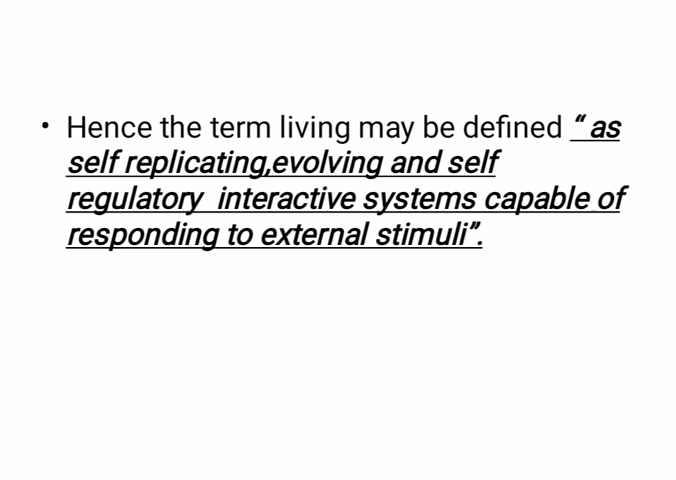 • Hence the term living may be defined “ as
self replicating,evolving and self
regulatory  interactive systems capable of
responding to external stimuli”.